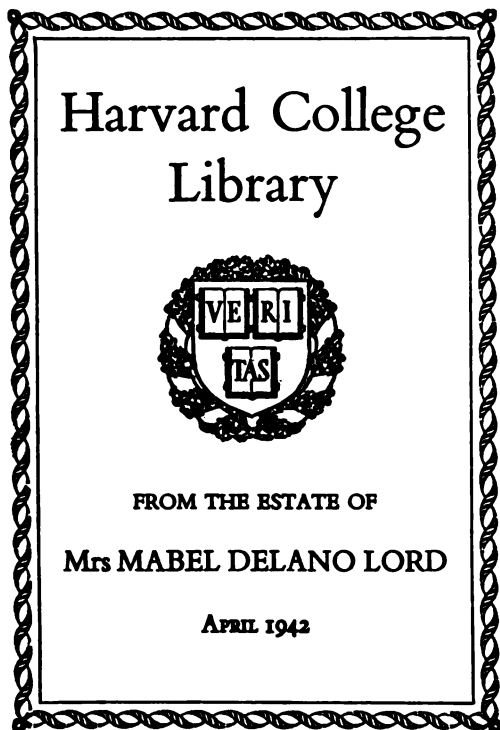 Harvard College
Library
VE RI
TAS
FROM THE ESTATE OF
Mrs MABEL DELANO LORD
APRIL 1942